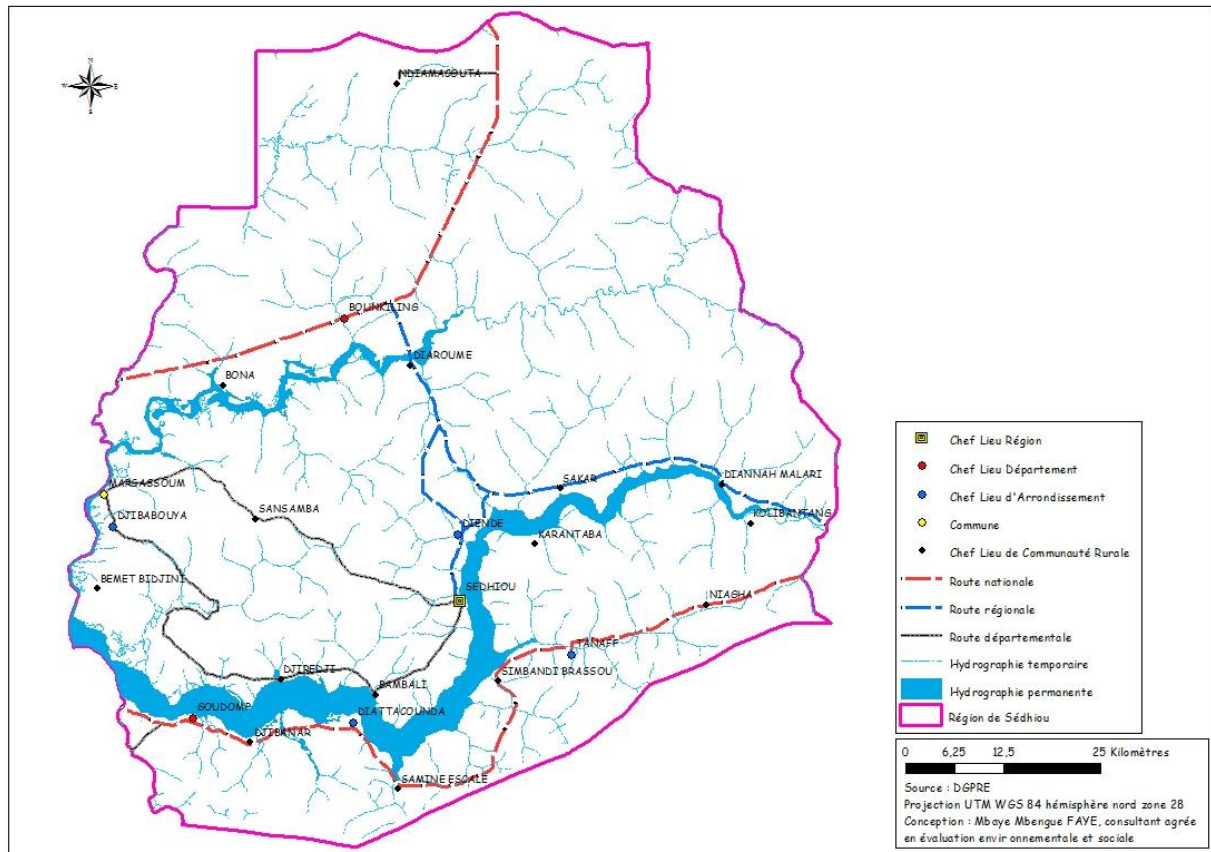 N
W E
S
NDIAMACOUTA
BOUNKILING
DIAROUME
BONA
SAKAR
DIANNAH MALARI
MARSASSOUM
SANSAMBA
DJIBABOUYA
DIENDE
KOLIBANTANG
KARANTABA
BEMET BIDJINI
SEDHIOU
NIAGHA
TANAFF
DJIREDJI
SIMBANDI BRASSOU
BAMBALI
GOUDOMP
DIATTACOUNDA
DJIBANAR
SAMINE ESCALE
Chef Lieu Région
Chef Lieu Département
Chef Lieu d'Arrondissement
Commune
Chef Lieu de Communauté Rurale
Route nationale
Route régionale
Route départementale
Hydrographie temporaire
Hydrographie permanente
Région de Sédhiou
0 6,25 12,5 25 Kilomètres
Source : DGPRE
Projection UTM WGS 84 hémisphère nord zone 28
Conception : Mbaye Mbengue FAYE, consultant agrée
en évaluation envir onnementale et sociale